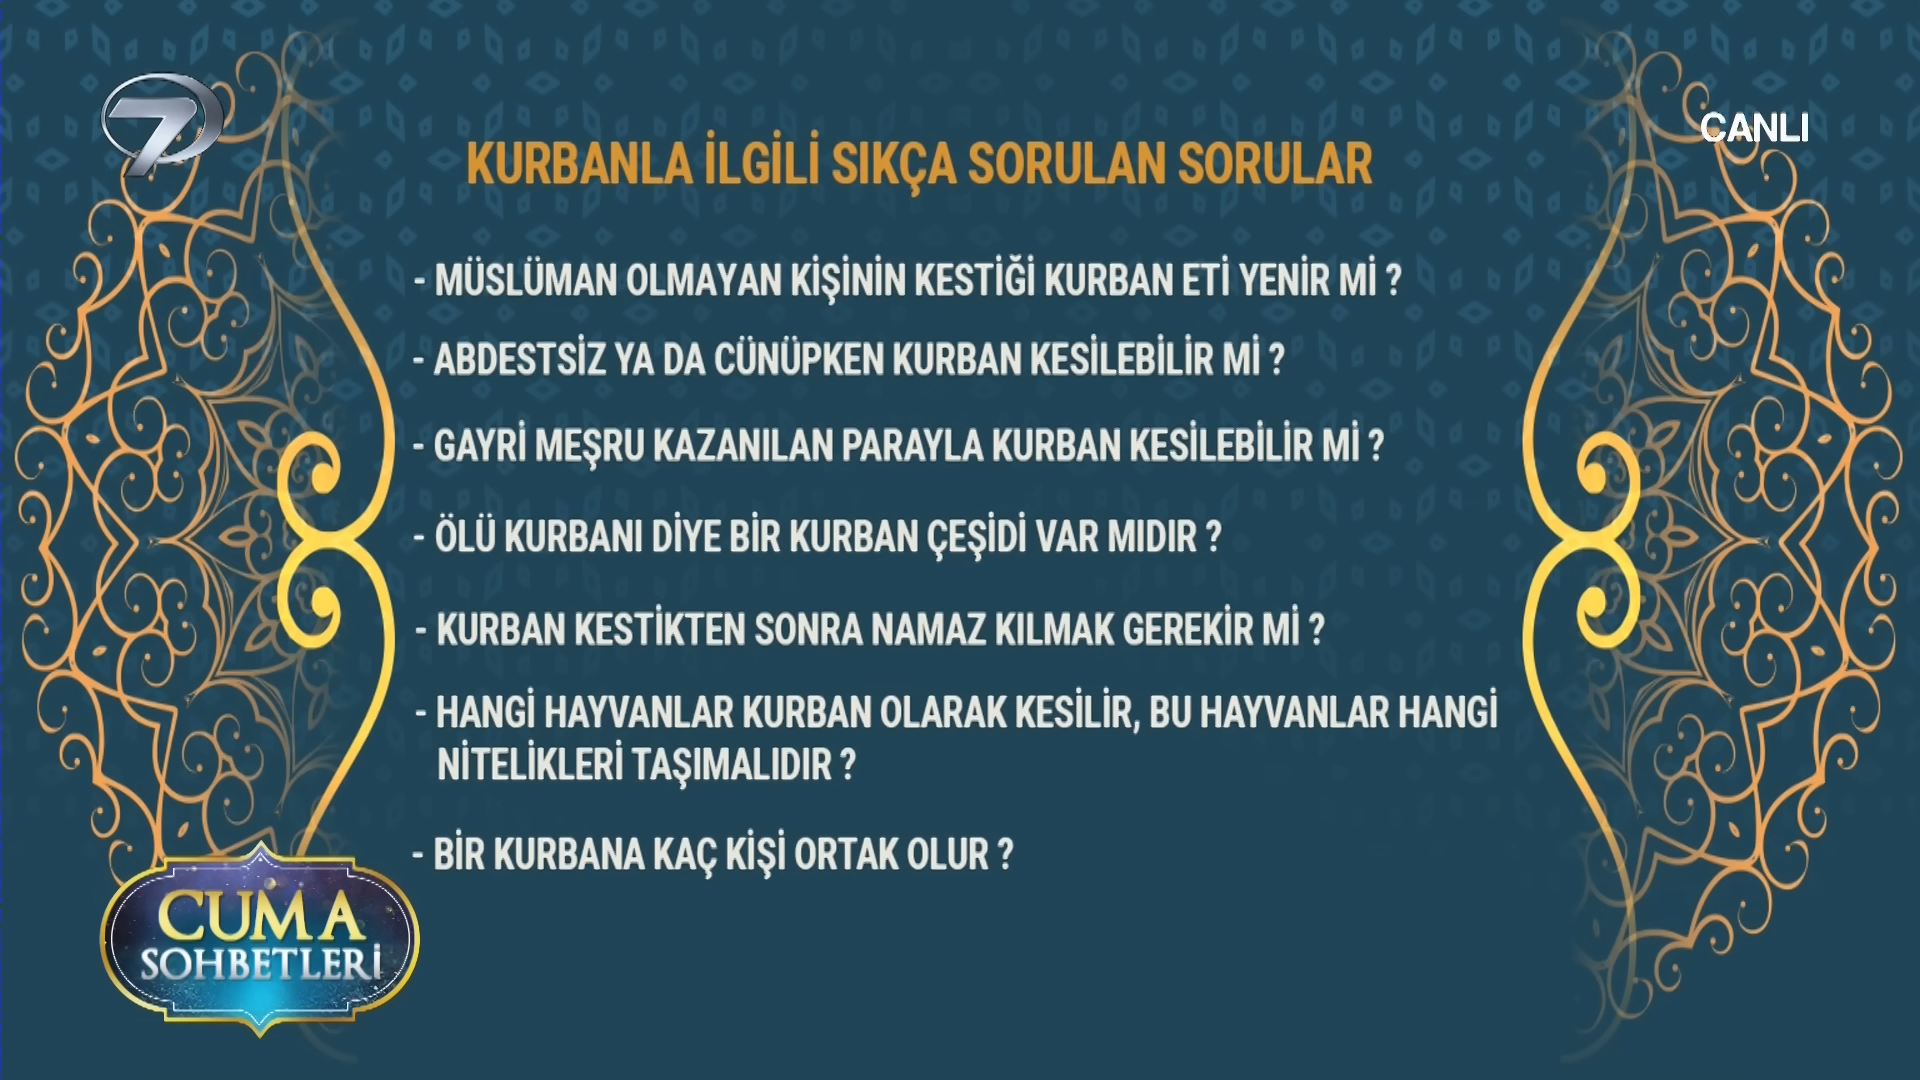 7
CANLI
KURBANLA İLGİLİ SIKÇA SORULAN SORULAR
- MÜSLÜMAN OLMAYAN KİŞİNİN KESTİĞİ KURBAN ETİ YENİR Mİ ?
- ABDESTSİZ YA DA CÜNÜPKEN KURBAN KESİLEBİLİR Mİ ?
- GAYRİ MEŞRU KAZANILAN PARAYLA KURBAN KESİLEBİLİR Mİ ?
- ÖLÜ KURBANI DİYE BİR KURBAN ÇEŞİDİ VAR MIDIR ?
- KURBAN KESTİKTEN SONRA NAMAZ KILMAK GEREKİR Mİ ?
- HANGİ HAYVANLAR KURBAN OLARAK KESİLİR, BU HAYVANLAR HANGİ
NİTELİKLERİ TAŞIMALIDIR ?
- BİR KURBANA KAÇ KİŞİ ORTAK OLUR ?
CUMA
SOHBETLERİ